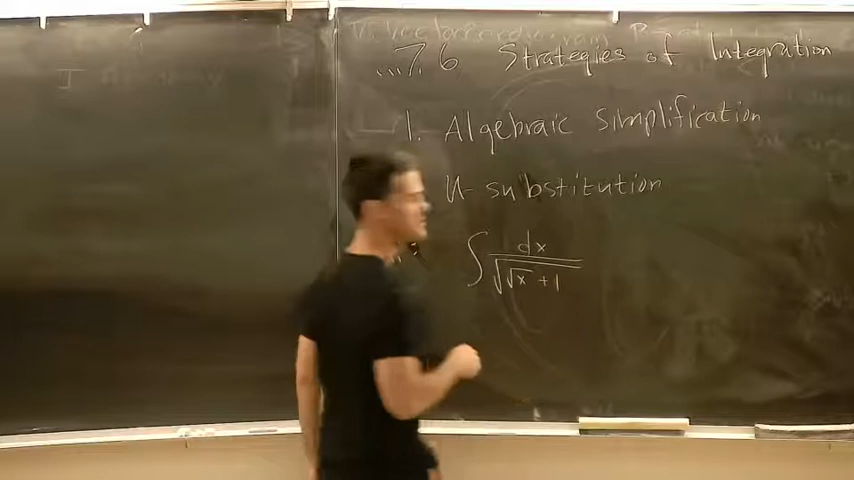 7.6 Strategies of Integration
1. Algebraic simplification
u-substitution
∫ dx / √(√x + 1)